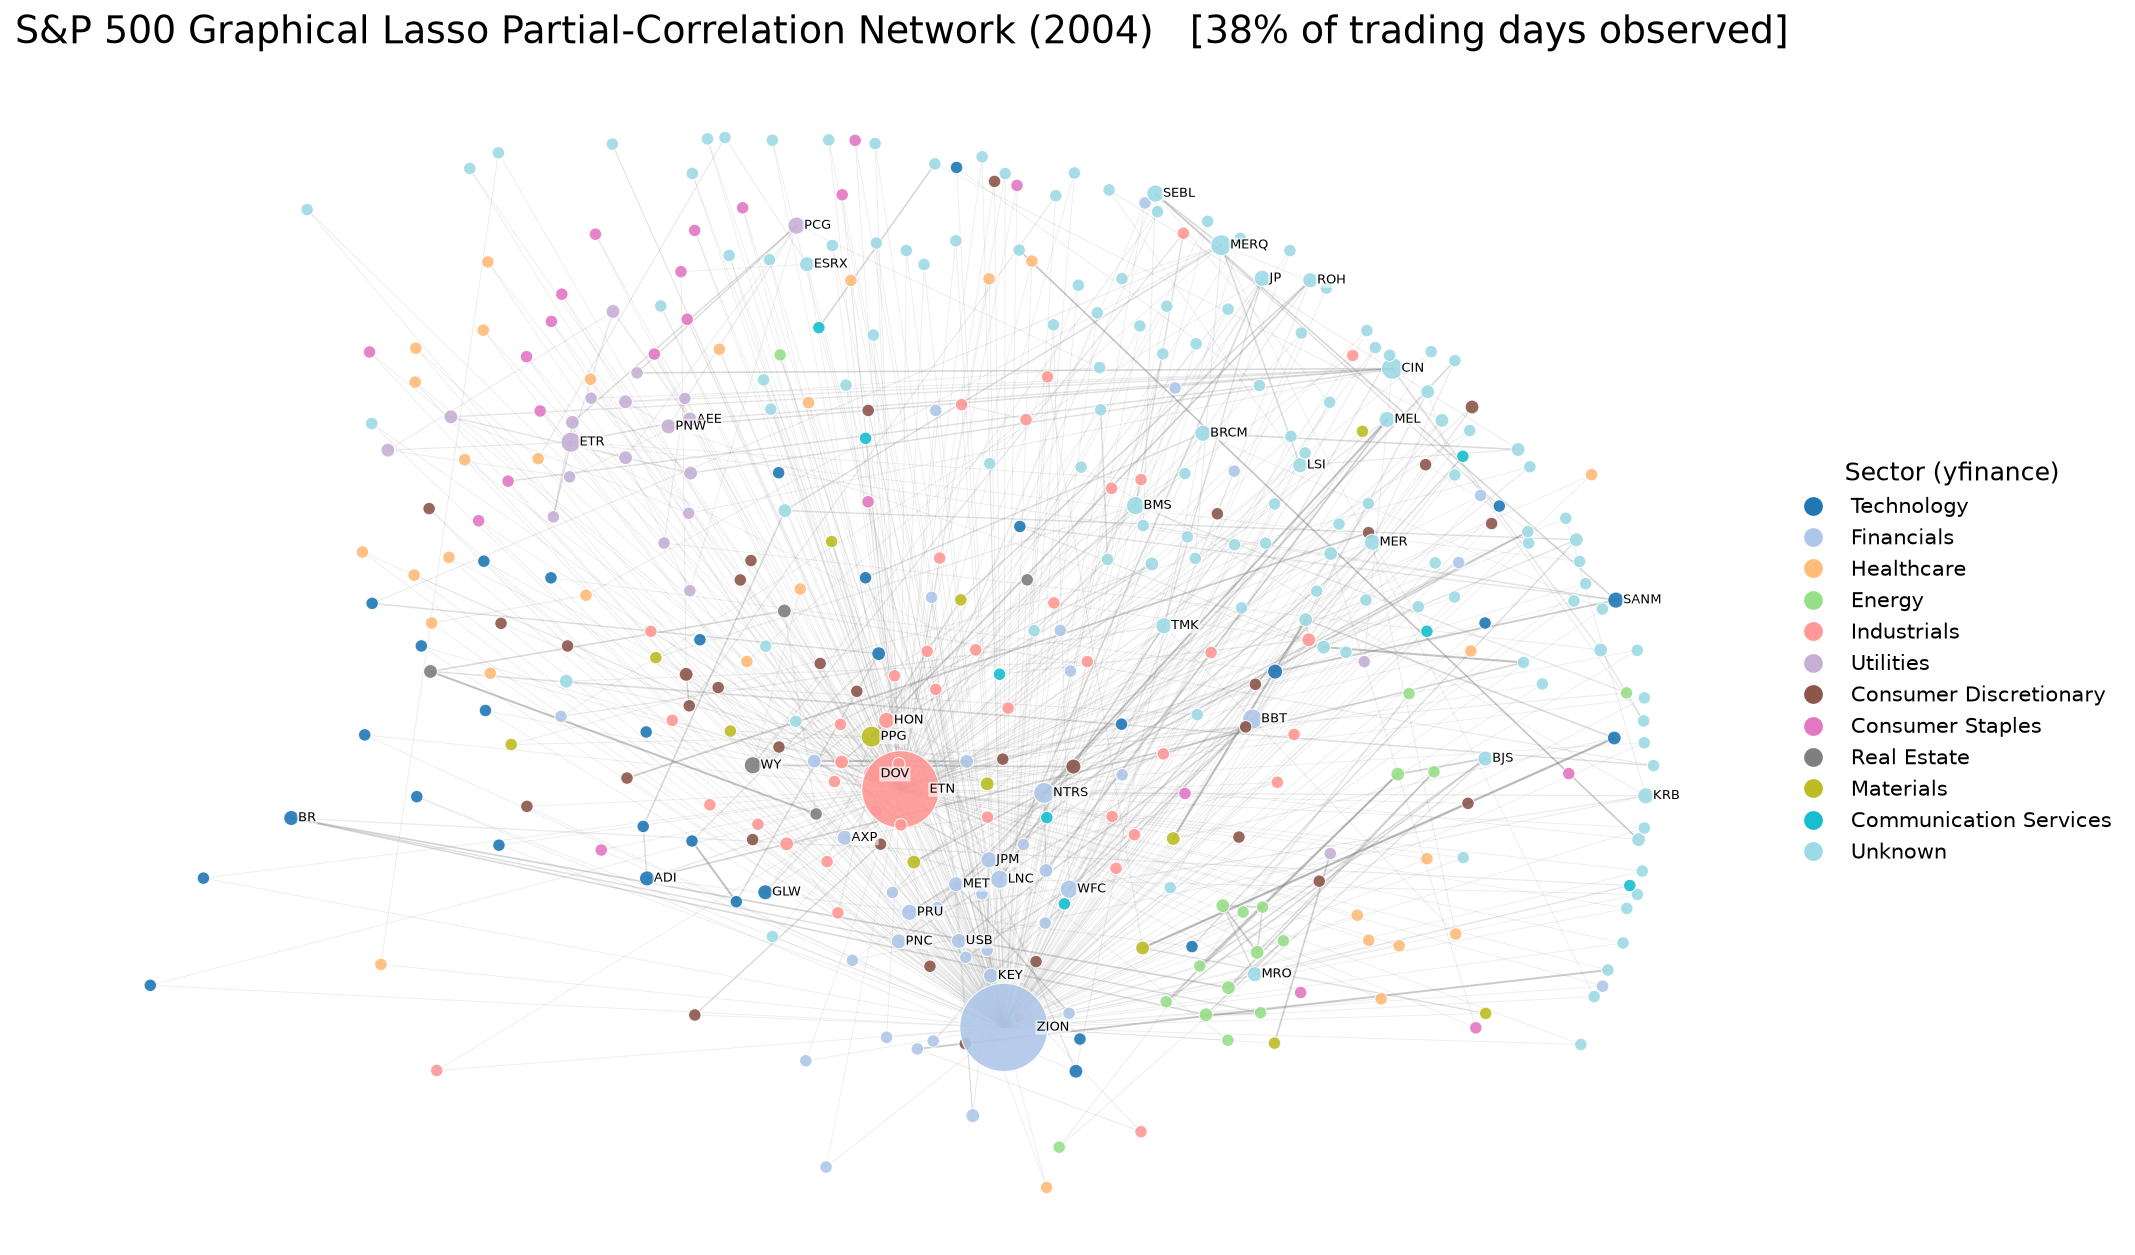 S&P 500 Graphical Lasso Partial-Correlation Network (2004)   [38% of trading days observed]
SEBL
PCG
MERQ
ESRX
JP
ROH
CIN
AEE
PNW
MEL
BRCM
ETR
LSI
BMS
MER
SANM
TMK
HON
BBT
PPG
BJS
WY
DOV
ETN
NTRS
KRB
BR
AXP
JPM
ADI
LNC
MET
GLW
WFC
PRU
PNC
USB
KEY
MRO
ZION
Sector (yfinance)
Technology
Financials
Healthcare
Energy
Industrials
Utilities
Consumer Discretionary
Consumer Staples
Real Estate
Materials
Communication Services
Unknown